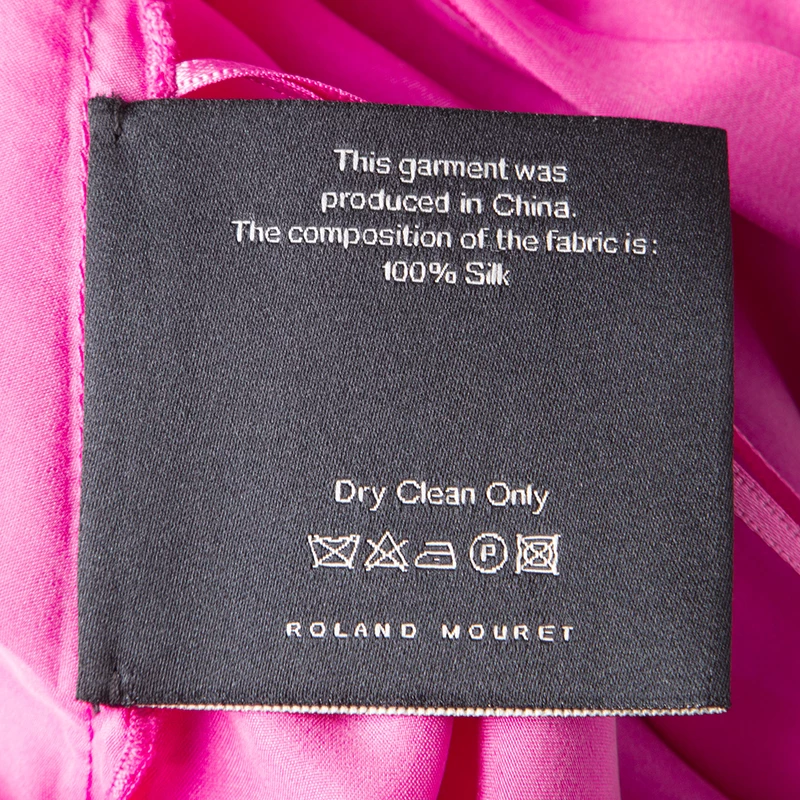 This garment was
produced in China.
The composition of the fabric is:
100% Silk
Dry Clean Only
P
ROLAND MOURET